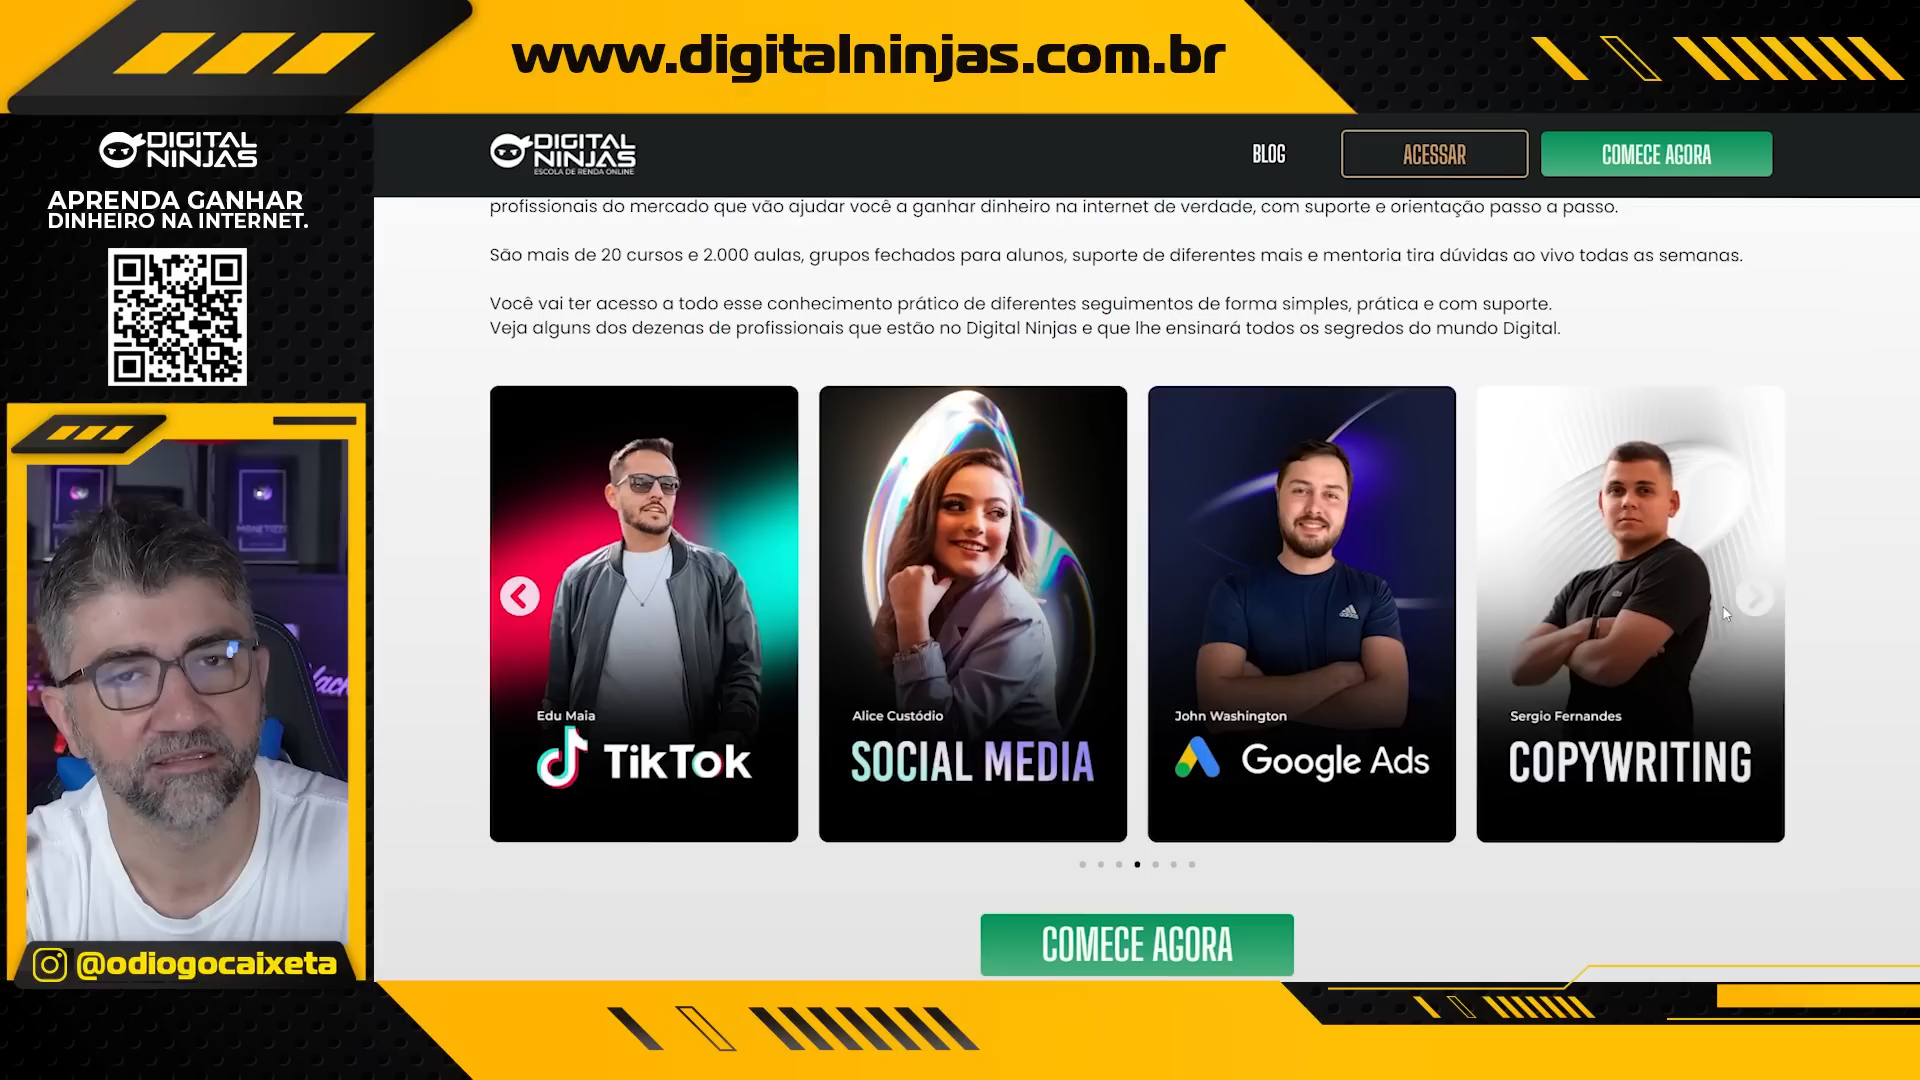 www.digitalninjas.com.br
DIGITAL
NINJAS
APRENDA GANHAR
DINHEIRO NA INTERNET.
@odiogocaixeta
DIGITAL
NINJAS
ESCOLA DE RENDA ONLINE
BLOG
ACESSAR
COMECE AGORA
profissionais do mercado que vão ajudar você a ganhar dinheiro na internet de verdade, com suporte e orientação passo a passo.
São mais de 20 cursos e 2.000 aulas, grupos fechados para alunos, suporte de diferentes mais e mentoria tira dúvidas ao vivo todas as semanas.
Você vai ter acesso a todo esse conhecimento prático de diferentes seguimentos de forma simples, prática e com suporte.
Veja alguns dos dezenas de profissionais que estão no Digital Ninjas e que lhe ensinará todos os segredos do mundo Digital.
Edu Maia
TikTok
Alice Custódio
SOCIAL MEDIA
adidas
John Washington
Google Ads
Sergio Fernandes
COPYWRITING
COMECE AGORA